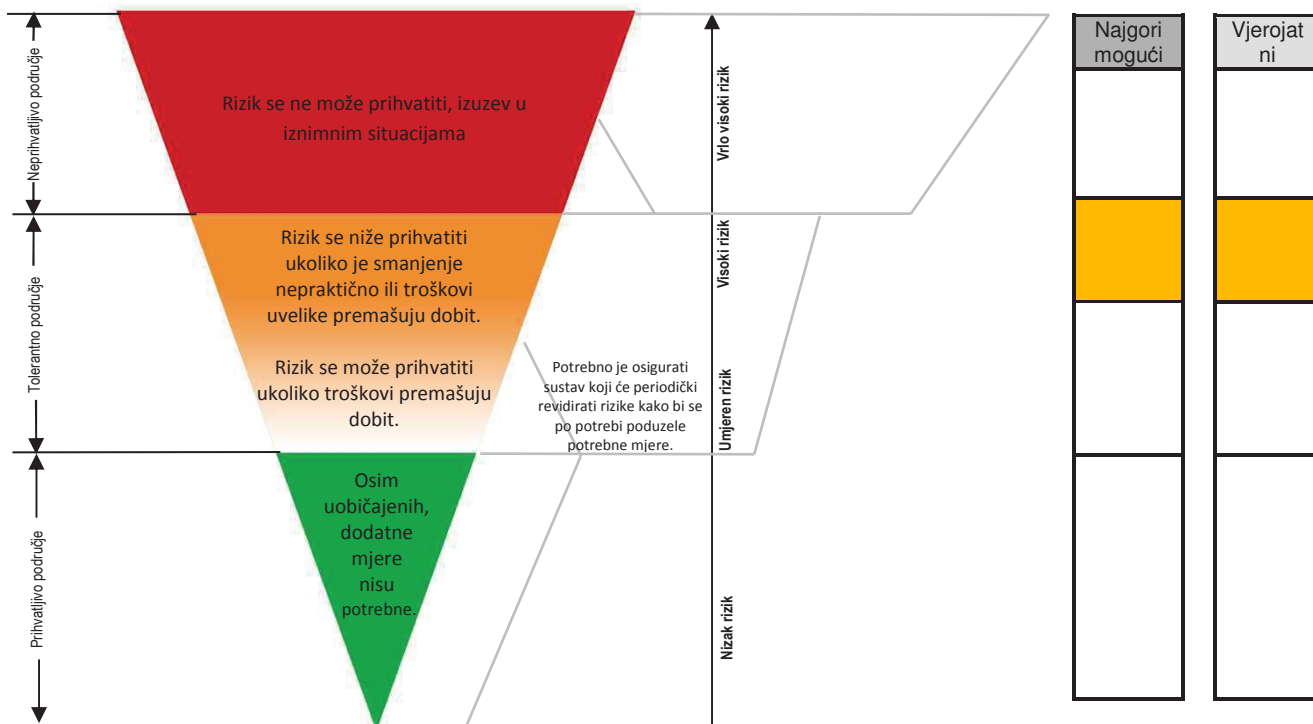 Neprihvatljivo područje
Tolerantno područje
Prihvatljivo područje
Rizik se ne može prihvatiti, izuzev u
iznimnim situacijama
Rizik se niže prihvatiti
ukoliko je smanjenje
nepraktično ili troškovi
uvelike premašuju dobit.
Rizik se može prihvatiti
ukoliko troškovi premašuju
dobit.
Osim
uobičajenih,
dodatne
mjere
nisu
potrebne.
Potrebno je osigurati
sustav koji će periodički
revidirati rizike kako bi se
po potrebi poduzele
potrebne mjere.
Vrlo visoki rizik
Visoki rizik
Umjeren rizik
Nizak rizik
Najgori
mogući
Vjerojat
ni